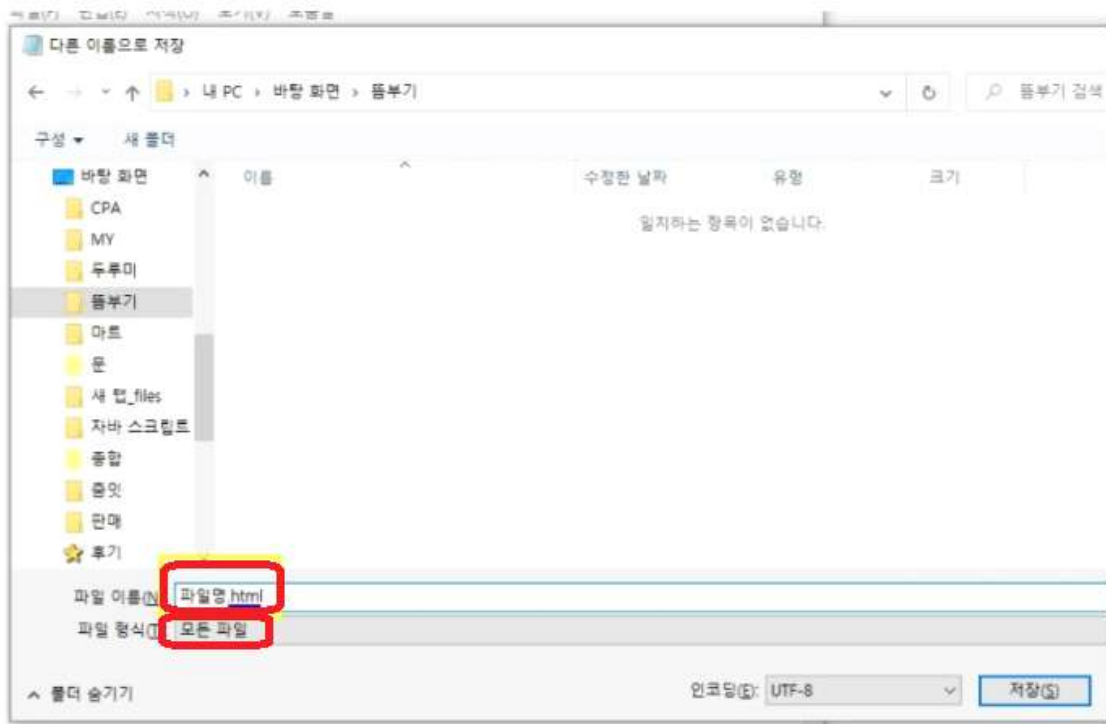 다른 이름으로 저장
내 PC › 바탕 화면 › 뜸부기
뜸부기 검색
구성 새 폴더
이름 수정한 날짜 유형 크기
일치하는 항목이 없습니다.
바탕 화면
CPA
MY
두루미
뜸부기
마트
문
새 탭_files
자바 스크립트
종합
줍잇
판매
후기
파일 이름(N) 파일명.html
파일 형식(T) 모든 파일
폴더 숨기기
인코딩(E): UTF-8
저장(S)